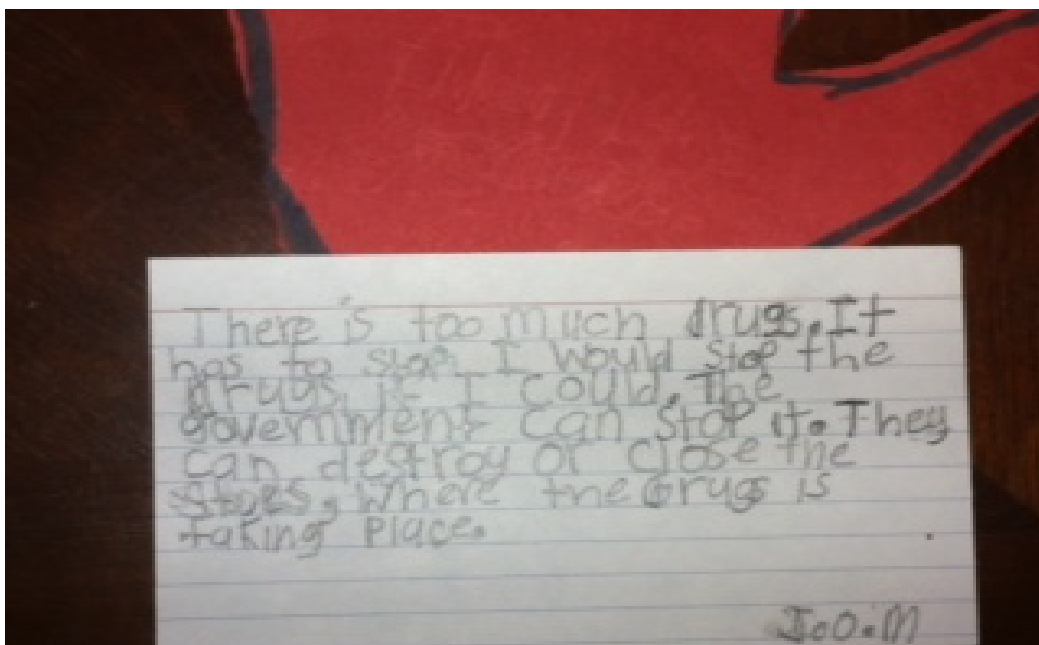 There is too much drugs. It
has to stop. I would stop the
drugs, if I could. The
government can stop it. They
can destroy or close the
stores, where the drugs is
taking place.
J.O.M